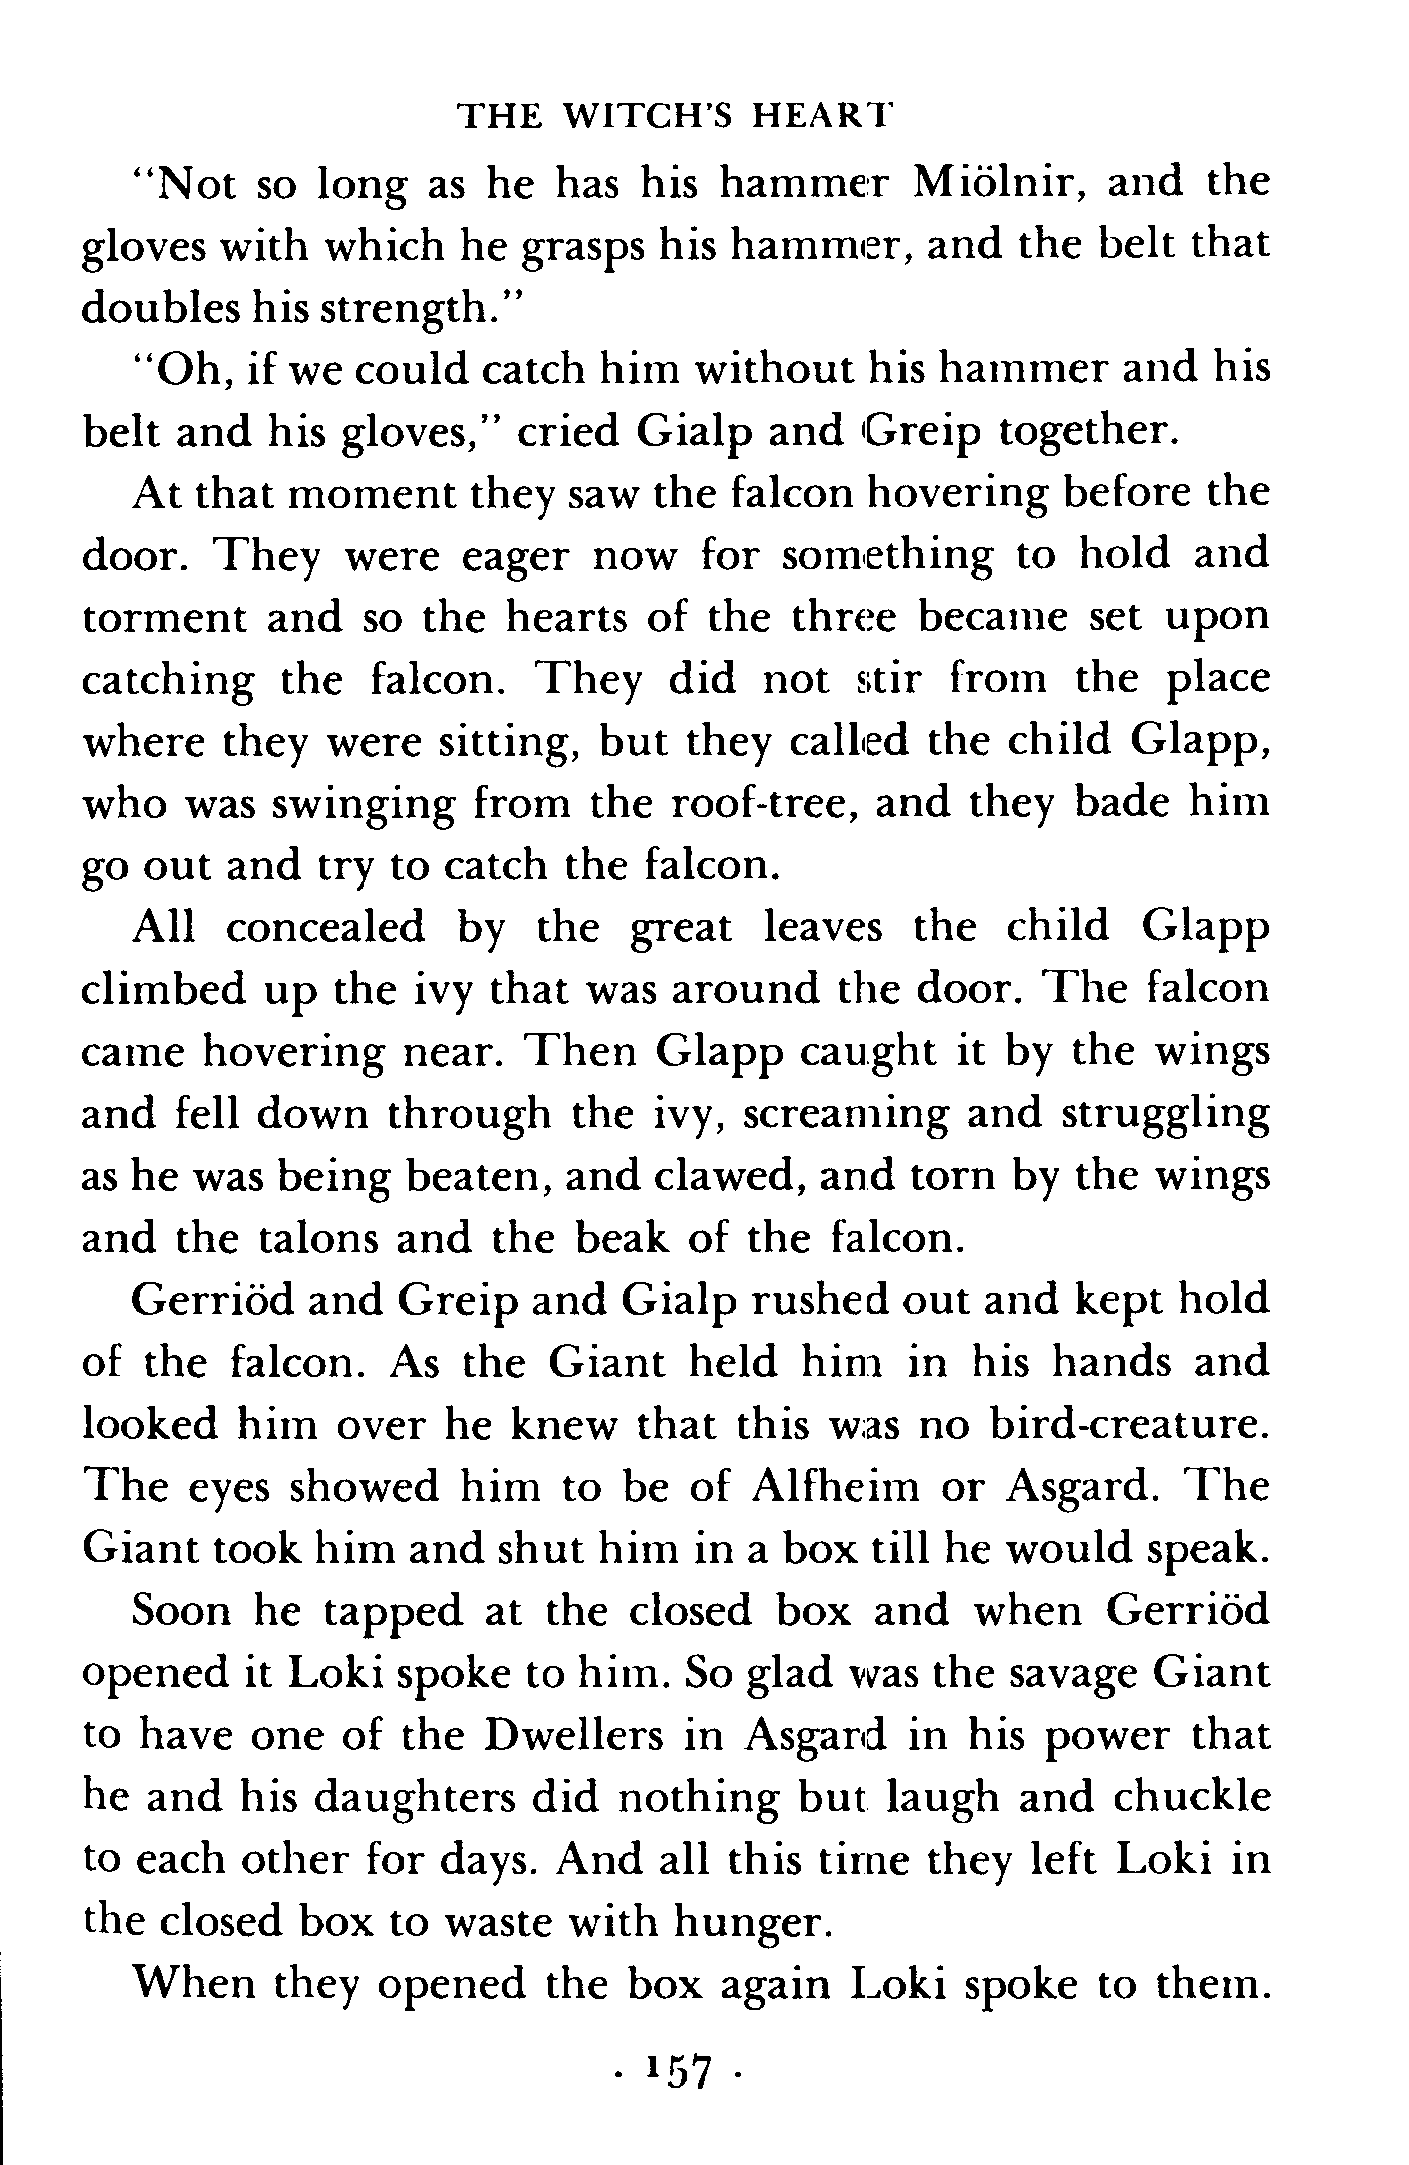 THE WITCH'S HEART
"Not so long as he has his hammer Miölnir, and the
gloves with which he grasps his hammer, and the belt that
doubles his strength."
"Oh, if we could catch him without his hammer and his
belt and his gloves," cried Gialp and Greip together.
At that moment they saw the falcon hovering before the
door. They were eager now for something to hold and
torment and so the hearts of the three became set upon
catching the falcon. They did not stir from the place
where they were sitting, but they called the child Glapp,
who was swinging from the roof-tree, and they bade him
go out and try to catch the falcon.
All concealed by the great leaves the child Glapp
climbed up the ivy that was around the door. The falcon
came hovering near. Then Glapp caught it by the wings
and fell down through the ivy, screaming and struggling
as he was being beaten, and clawed, and torn by the wings
and the talons and the beak of the falcon.
Gerriöd and Greip and Gialp rushed out and kept hold
of the falcon. As the Giant held him in his hands and
looked him over he knew that this was no bird-creature.
The eyes showed him to be of Alfheim or Asgard. The
Giant took him and shut him in a box till he would speak.
Soon he tapped at the closed box and when Gerriöd
opened it Loki spoke to him. So glad was the savage Giant
to have one of the Dwellers in Asgard in his power that
he and his daughters did nothing but laugh and chuckle
to each other for days. And all this time they left Loki in
the closed box to waste with hunger.
When they opened the box again Loki spoke to them.
· 157 ·